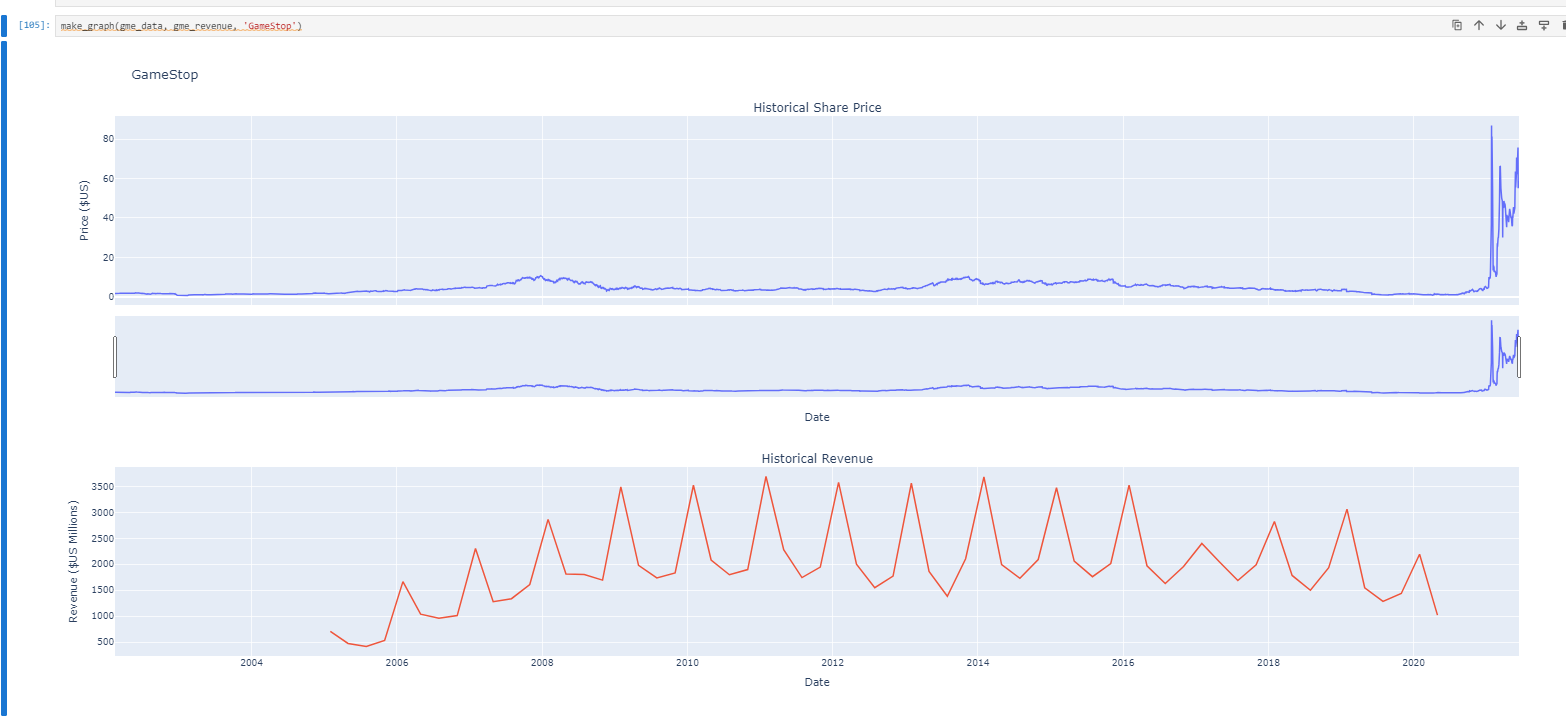 [105]: make_graph(gme_data, gme_revenue, 'GameStop')
GameStop
Historical Share Price
80
60
40
20
0
Price ($US)
Date
Historical Revenue
3500
3000
2500
2000
1500
1000
500
Revenue ($US Millions)
2004 2006 2008 2010 2012 2014 2016 2018 2020
Date